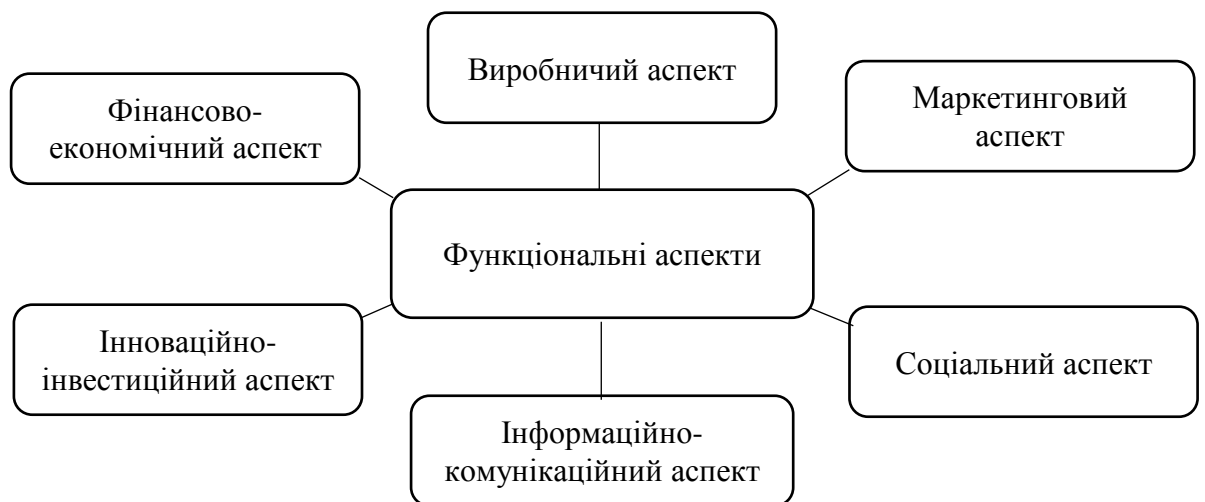 Виробничий аспект
Фінансово-
економічний аспект
Маркетинговий
аспект
Функціональні аспекти
Інноваційно-
інвестиційний аспект
Соціальний аспект
Інформаційно-
комунікаційний аспект